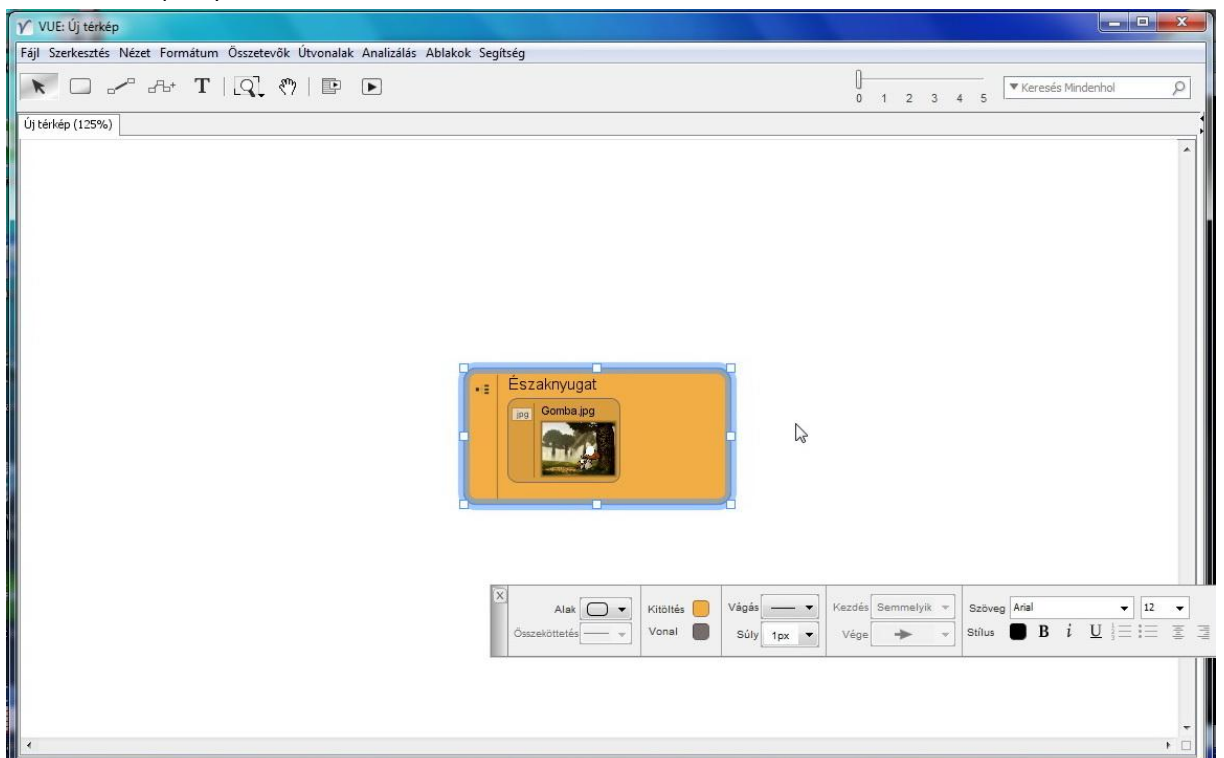 VUE: Új térkép
Fájl Szerkesztés Nézet Formátum Összetevők Útvonalak Analizálás Ablakok Segítség
T
0 1 2 3 4 5
Keresés Mindenhol
Új térkép (125%)
Északnyugat
jpg Gomba.jpg
Alak Kitöltés Vágás Kezdés Semmelyik Szöveg Arial 12
Összeköttetés Vonal Súly 1px Vége Stílus B i U